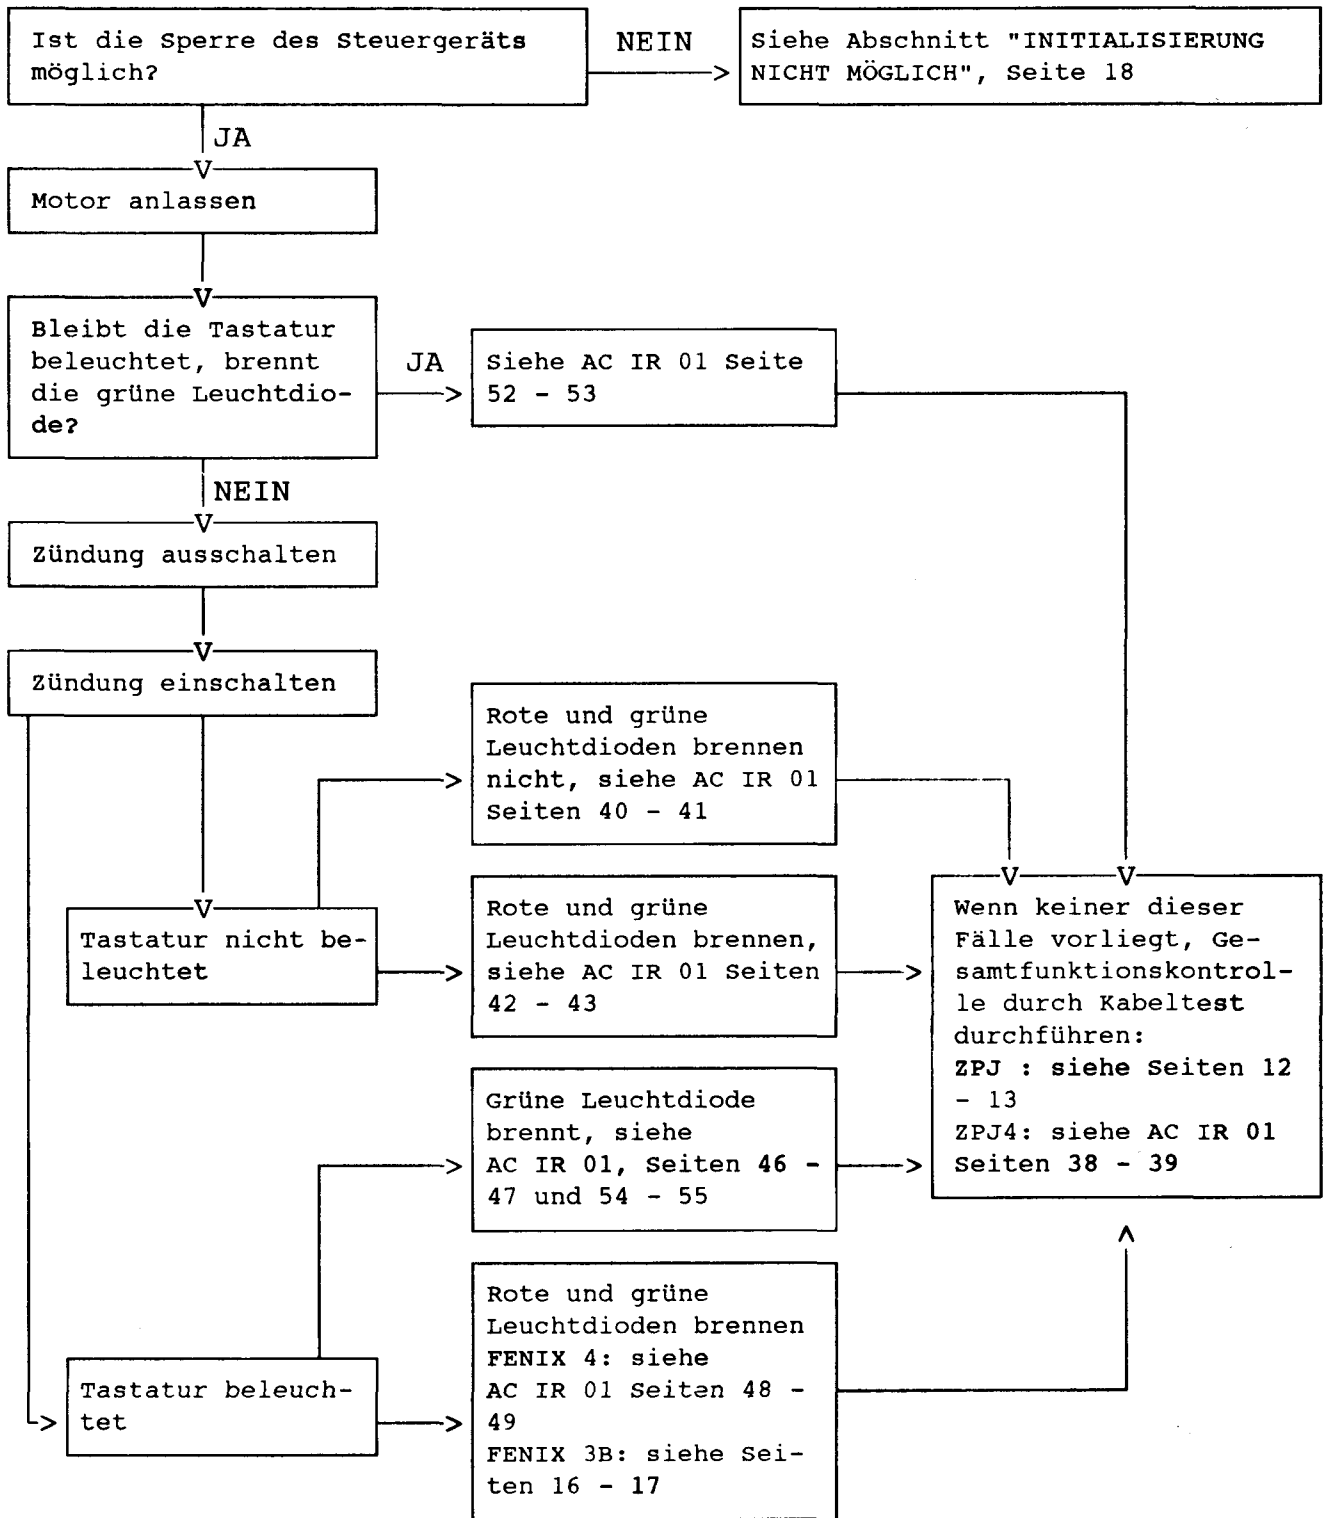 Ist die Sperre des Steuergeräts
möglich?
NEIN
Siehe Abschnitt "INITIALISIERUNG
NICHT MÖGLICH", Seite 18
JA
Motor anlassen
Bleibt die Tastatur
beleuchtet, brennt
die grüne Leuchtdio-
de?
JA
Siehe AC IR 01 Seite
52 - 53
NEIN
Zündung ausschalten
Zündung einschalten
Rote und grüne
Leuchtdioden brennen
nicht, siehe AC IR 01
Seiten 40 - 41
Tastatur nicht be-
leuchtet
Rote und grüne
Leuchtdioden brennen,
siehe AC IR 01 Seiten
42 - 43
Wenn keiner dieser
Fälle vorliegt, Ge-
samtfunktionskontrol-
le durch Kabeltest
durchführen:
ZPJ : siehe Seiten 12
- 13
ZPJ4: siehe AC IR 01
Seiten 38 - 39
Grüne Leuchtdiode
brennt, siehe
AC IR 01, Seiten 46 -
47 und 54 - 55
Tastatur beleuch-
tet
Rote und grüne
Leuchtdioden brennen
FENIX 4: siehe
AC IR 01 Seiten 48 -
49
FENIX 3B: siehe Sei-
ten 16 - 17